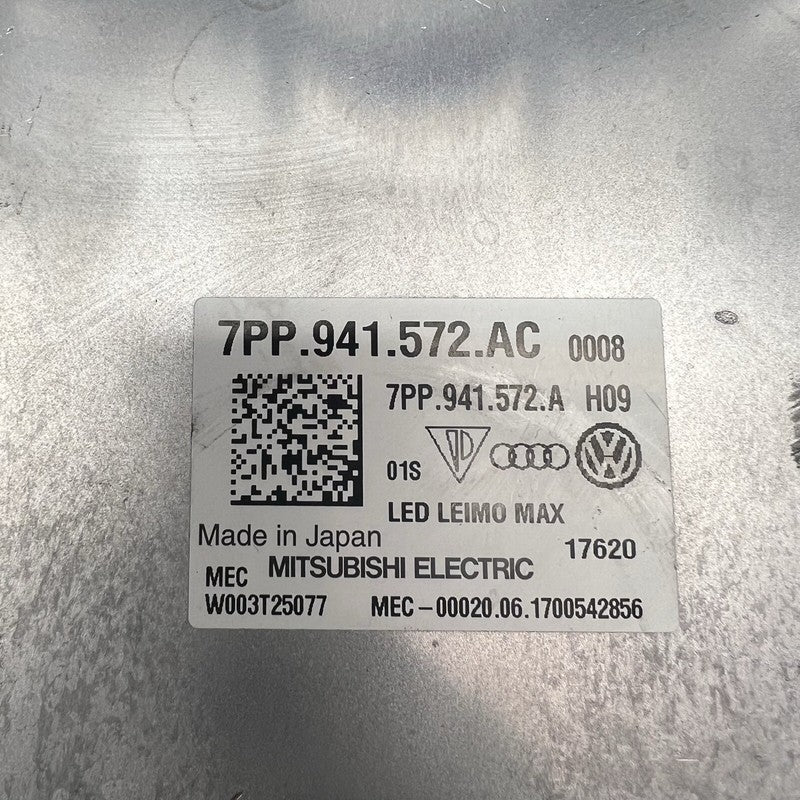 7PP.941.572.AC 0008
7PP.941.572.A H09
01S
LED LEIMO MAX
Made in Japan 17620
MEC MITSUBISHI ELECTRIC
W003T25077 MEC-00020.06.1700542856